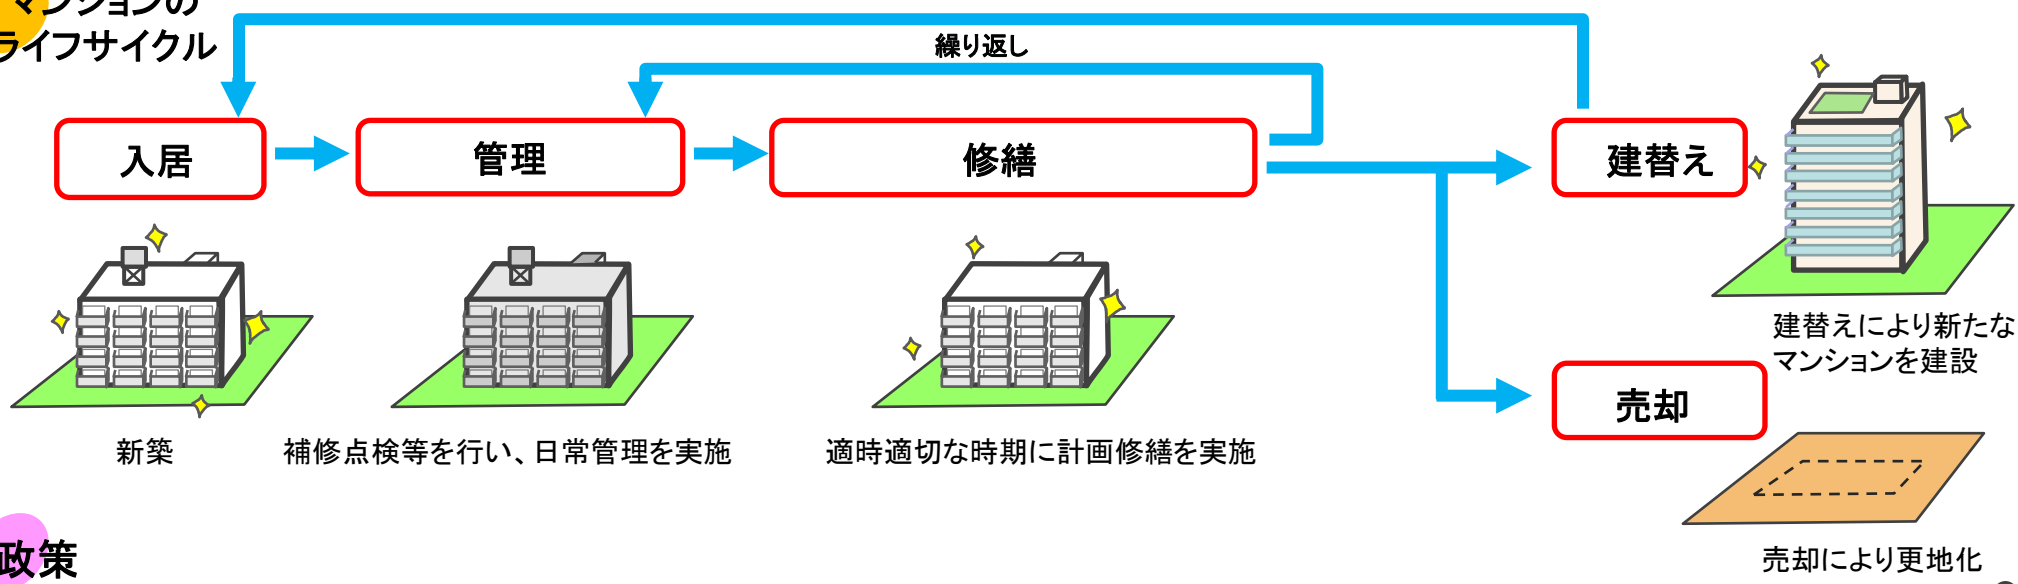 マンションの
ライフサイクル
繰り返し
入居
管理
修繕
建替え
新築
補修点検等を行い、日常管理を実施
適時適切な時期に計画修繕を実施
建替えにより新たな
マンションを建設
売却
売却により更地化
政策